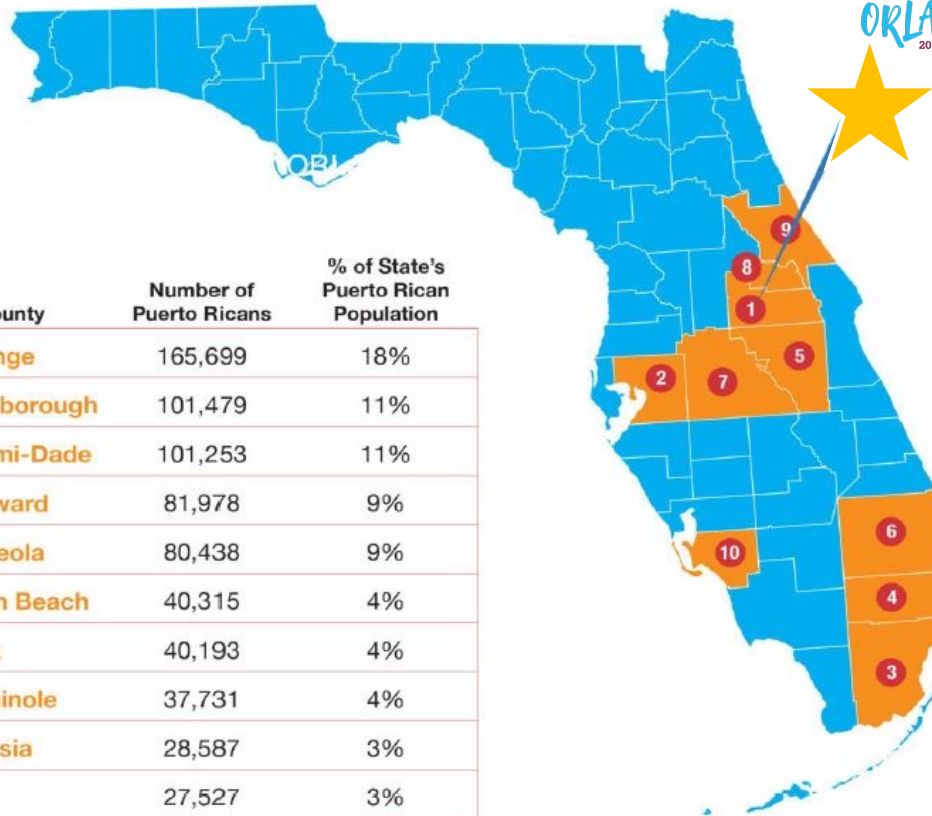 ORLA
20
OBI
9
8
1
5
2
7
10
6
4
3
ounty
Number of
Puerto Ricans
% of State's
Puerto Rican
Population
nge 165,699 18%
borough 101,479 11%
mi-Dade 101,253 11%
ward 81,978 9%
eola 80,438 9%
n Beach 40,315 4%
40,193 4%
inole 37,731 4%
sia 28,587 3%
27,527 3%